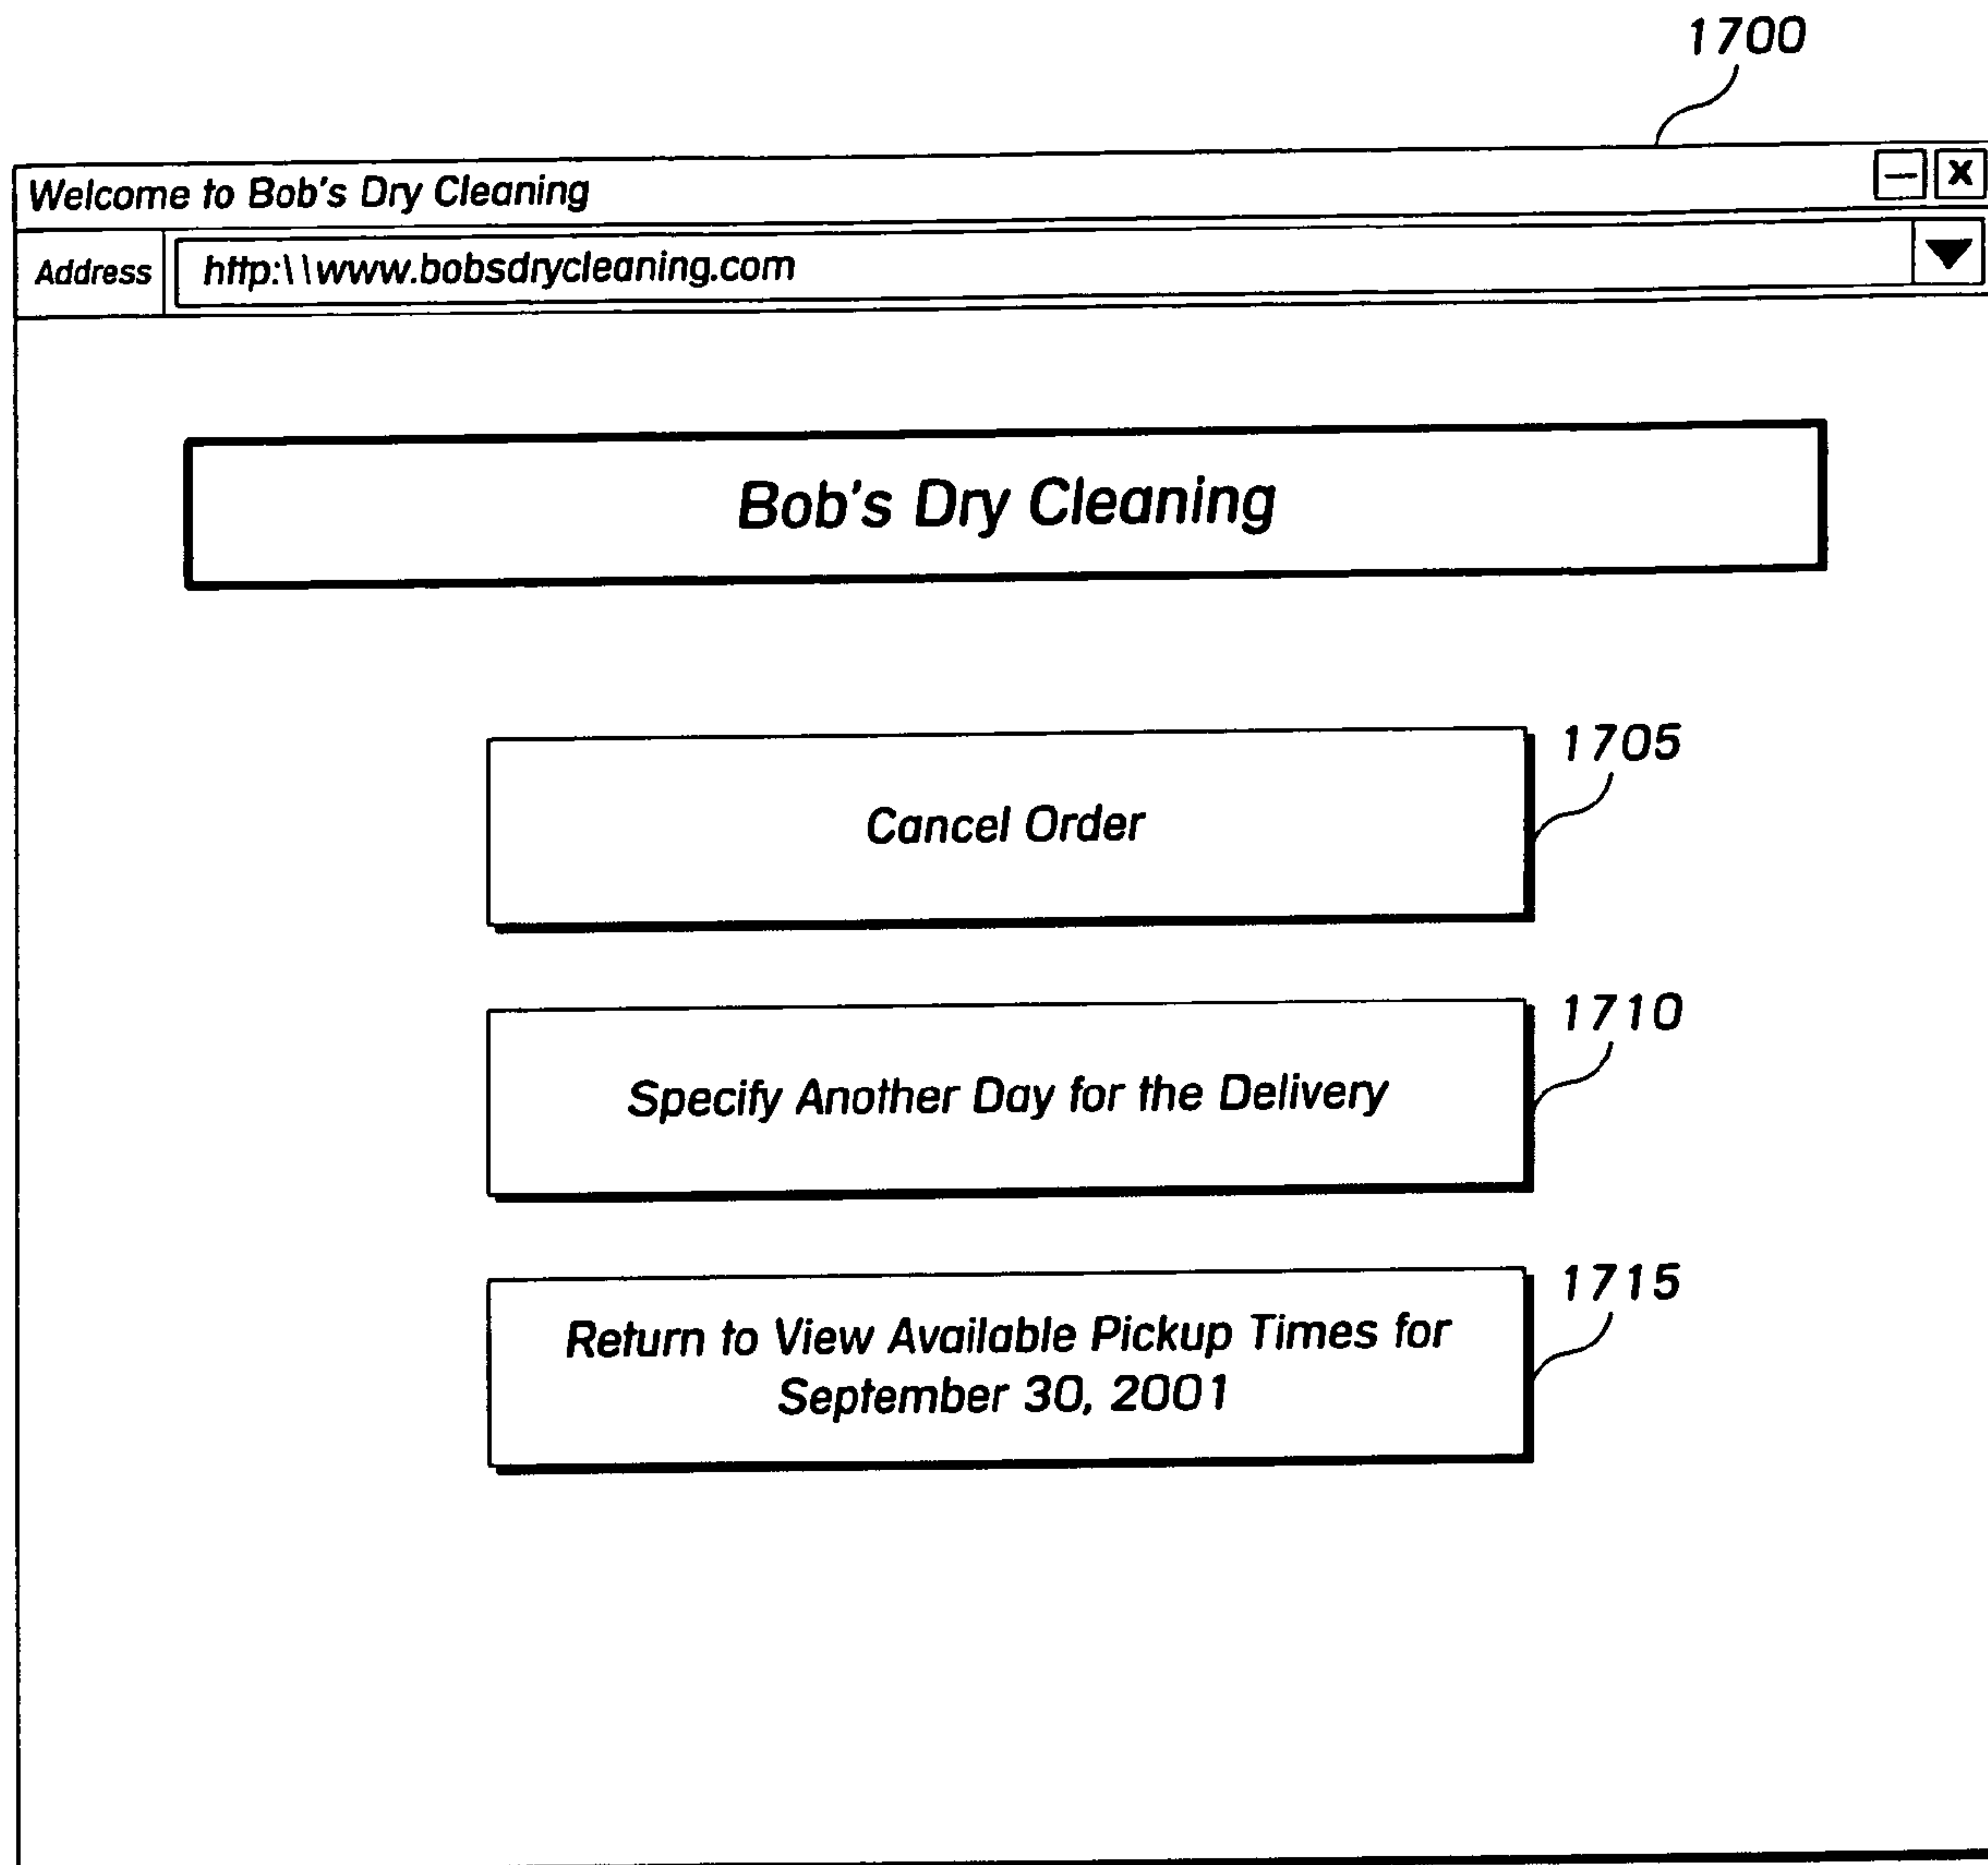 1700
Welcome to Bob's Dry Cleaning
Address http:\\www.bobsdrycleaning.com
Bob's Dry Cleaning
1705
Cancel Order
1710
Specify Another Day for the Delivery
1715
Return to View Available Pickup Times for
September 30, 2001